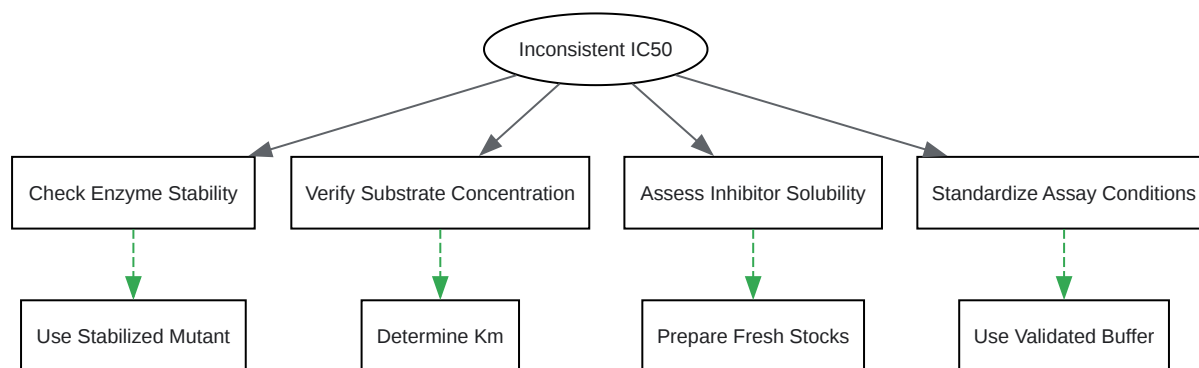 Inconsistent IC50
Check Enzyme Stability
Verify Substrate Concentration
Assess Inhibitor Solubility
Standardize Assay Conditions
Use Stabilized Mutant
Determine Km
Prepare Fresh Stocks
Use Validated Buffer